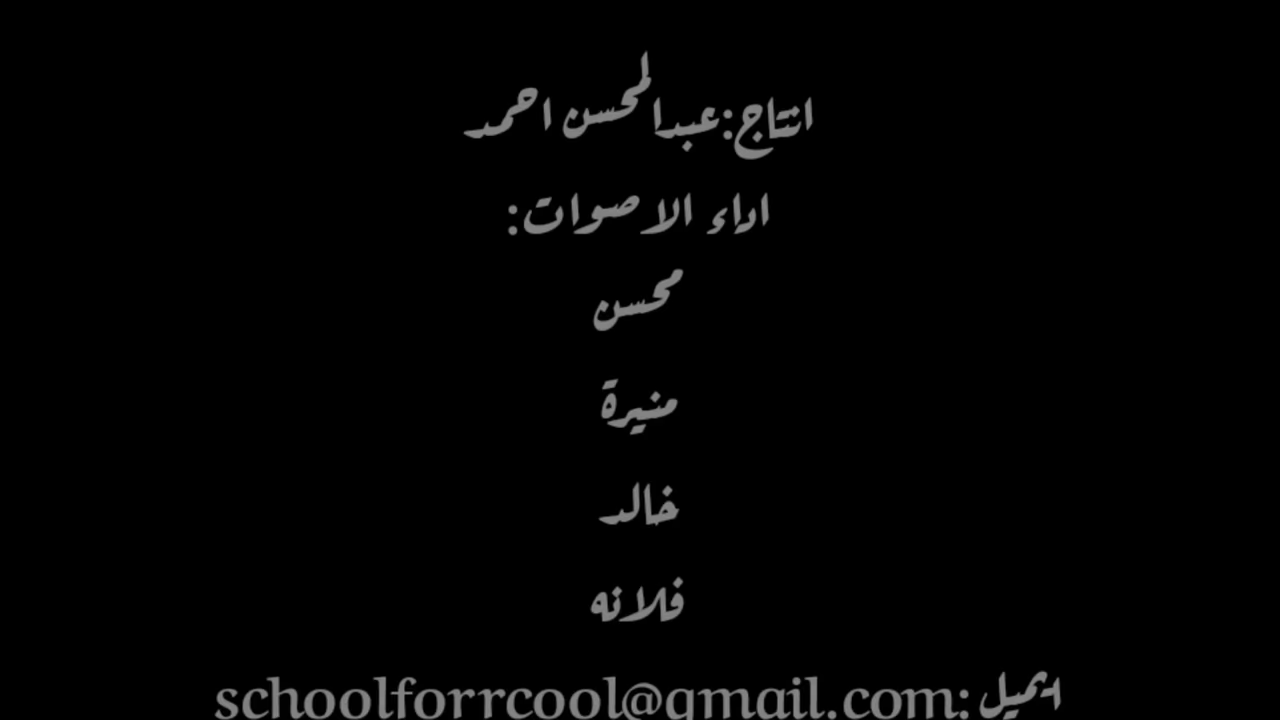 انتاج:عبدالمحسن احمد
اداء الاصوات:
محسن
منيرة
خالد
فلانه
ايميل:schoolforrcool@gmail.com